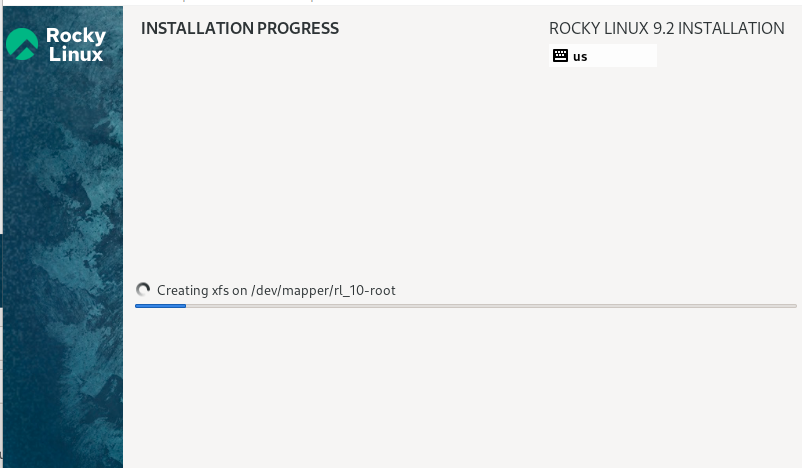 Rocky
Linux
INSTALLATION PROGRESS
ROCKY LINUX 9.2 INSTALLATION
us
Creating xfs on /dev/mapper/rl_10-root